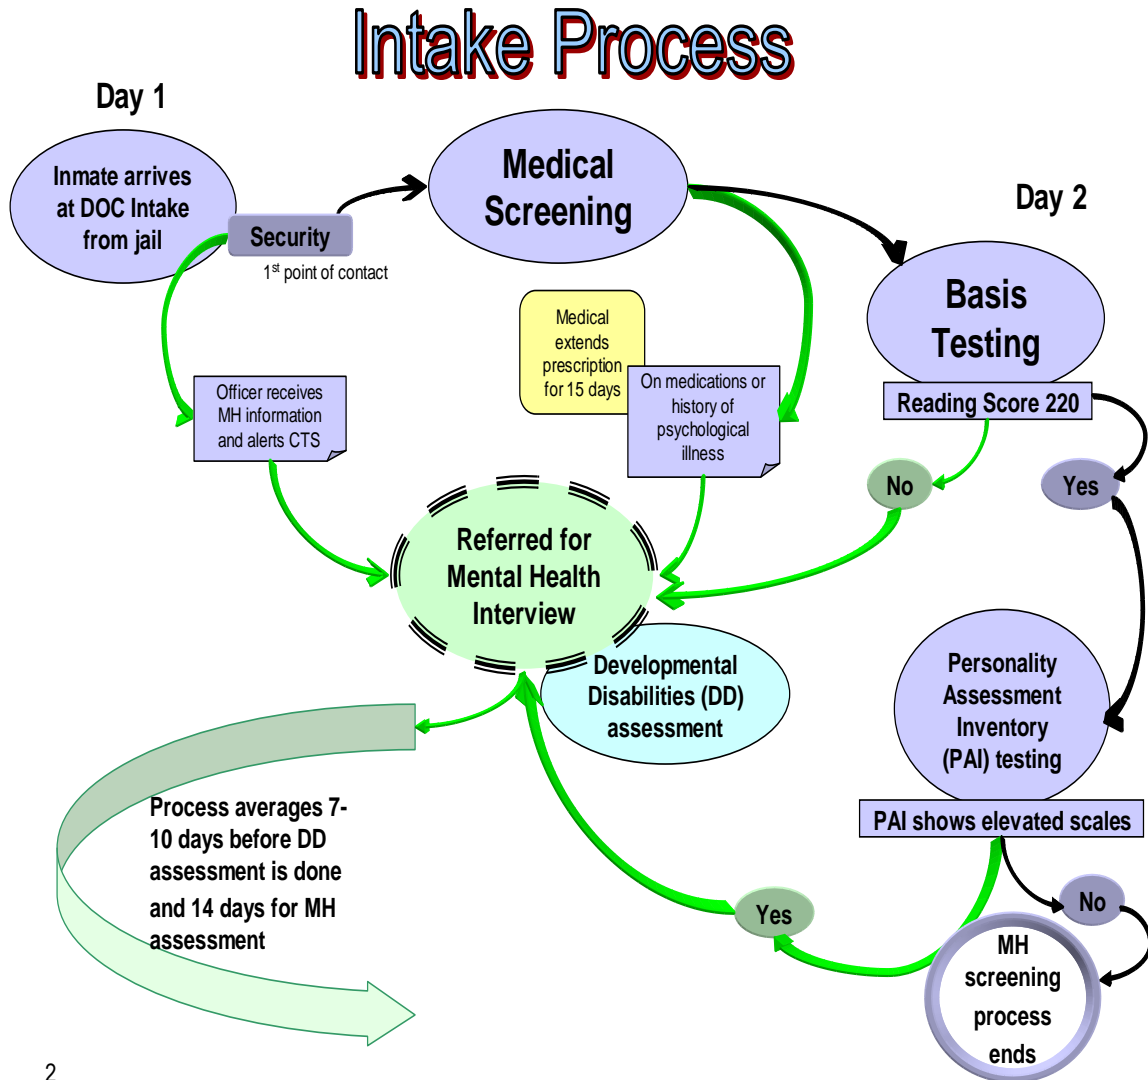 Intake Process
Day 1
Inmate arrives
at DOC Intake
from jail
Security
1st point of contact
Medical
Screening
Day 2
Basis
Testing
Reading Score 220
Medical
extends
prescription
for 15 days
On medications or
history of
psychological
illness
Officer receives
MH information
and alerts CTS
No
Yes
Referred for
Mental Health
Interview
Developmental
Disabilities (DD)
assessment
Personality
Assessment
Inventory
(PAI) testing
PAI shows elevated scales
Process averages 7-
10 days before DD
assessment is done
and 14 days for MH
assessment
Yes
No
MH
screening
process
ends
2